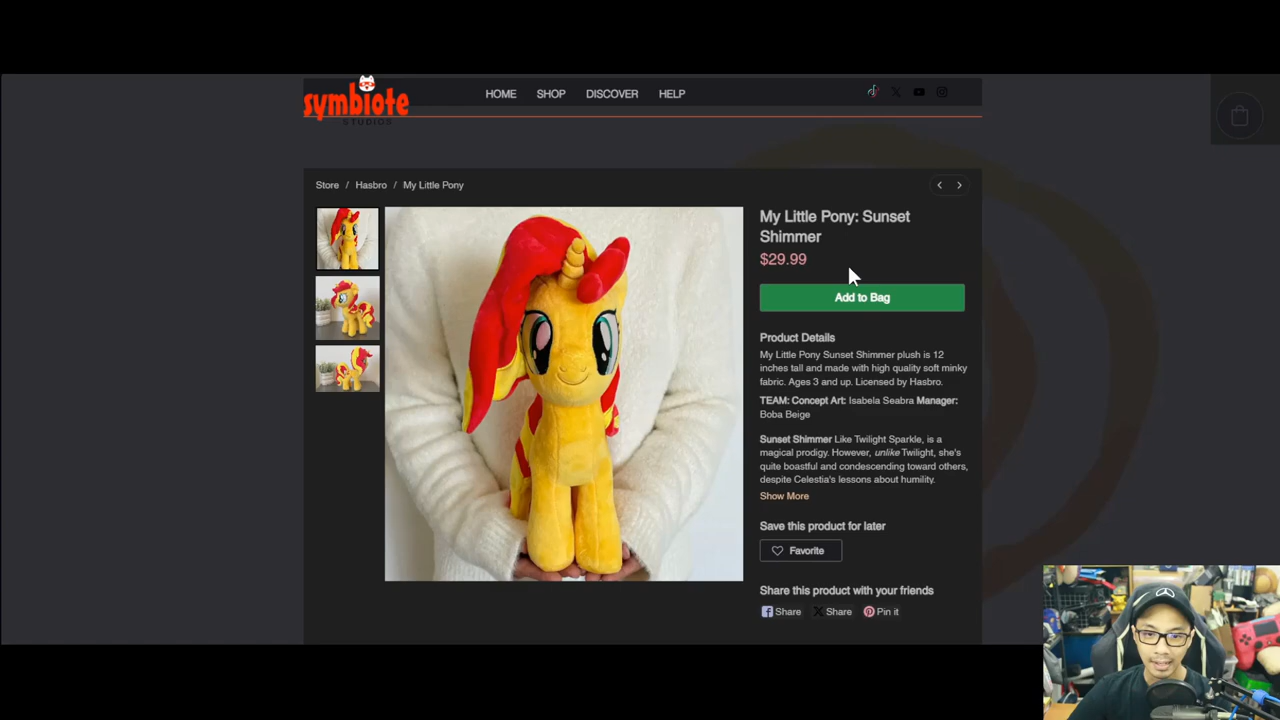 symbiote
STUDIOS
HOME SHOP DISCOVER HELP
Store / Hasbro / My Little Pony
My Little Pony: Sunset
Shimmer
$29.99
Add to Bag
Product Details
My Little Pony Sunset Shimmer plush is 12
inches tall and made with high quality soft minky
fabric. Ages 3 and up. Licensed by Hasbro.
TEAM: Concept Art: Isabela Seabra Manager:
Boba Beige
Sunset Shimmer Like Twilight Sparkle, is a
magical prodigy. However, unlike Twilight, she's
quite boastful and condescending toward others,
despite Celestia's lessons about humility.
Show More
Save this product for later
Favorite
Share this product with your friends
Share Share Pin it